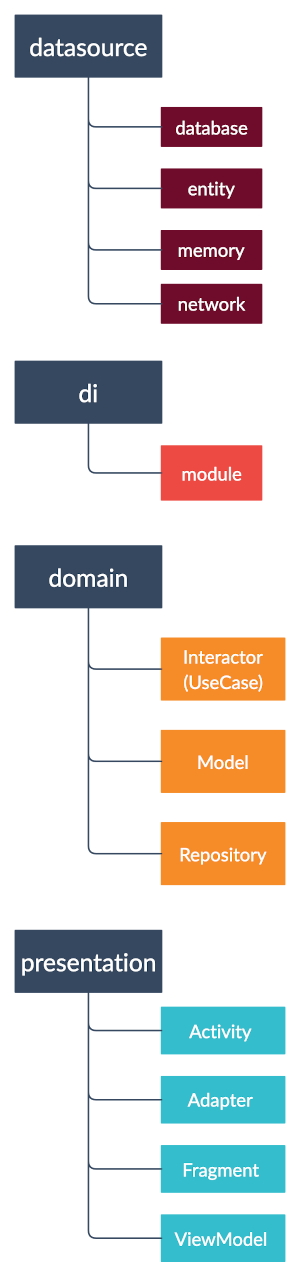 datasource
database
entity
memory
network
di
module
domain
Interactor
(UseCase)
Model
Repository
presentation
Activity
Adapter
Fragment
ViewModel